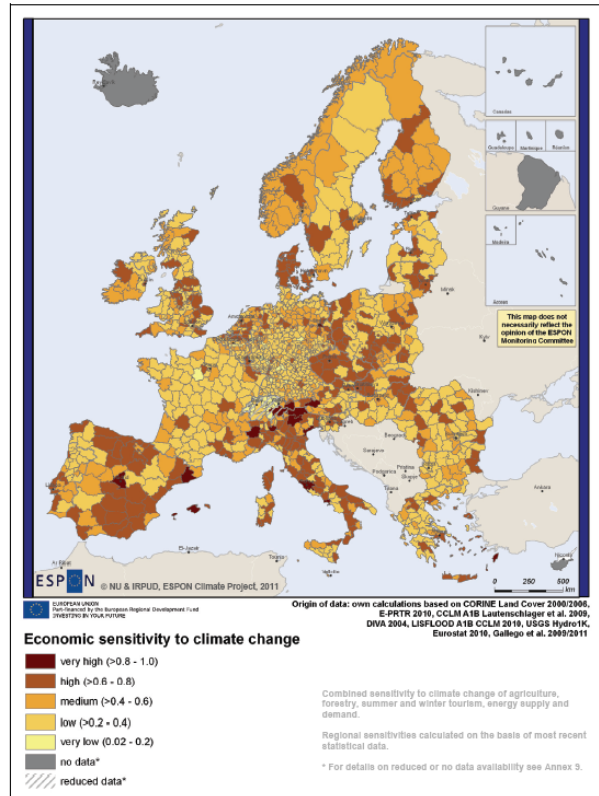 Canarias
Guadeloupe
Martinique
Réunion
Guyane
Madeira
Açores
This map does not
necessarily reflect the
opinion of the ESPON
Monitoring Committee
Minsk
Kishinev
Ankara
Tirana
El-Jazair
Tunis
Nicosia
ESPON
© NU & IRPUD, ESPON Climate Project, 2011
0 250 500
km
EUROPEAN UNION
Part-financed by the European Regional Development Fund
INVESTING IN YOUR FUTURE
Origin of data: own calculations based on CORINE Land Cover 2000/2006,
E-PRTR 2010, CCLM A1B Lautenschlager et al. 2009,
DIVA 2004, LISFLOOD A1B CCLM 2010, USGS Hydro1K,
Eurostat 2010, Gallego et al. 2009/2011
Economic sensitivity to climate change
very high (>0.8 - 1.0)
high (>0.6 - 0.8)
medium (>0.4 - 0.6)
low (>0.2 - 0.4)
very low (0.02 - 0.2)
no data*
reduced data*
Combined sensitivity to climate change of agriculture,
forestry, summer and winter tourism, energy supply and
demand.
Regional sensitivities calculated on the basis of most recent
statistical data.
* For details on reduced or no data availability see Annex 9.